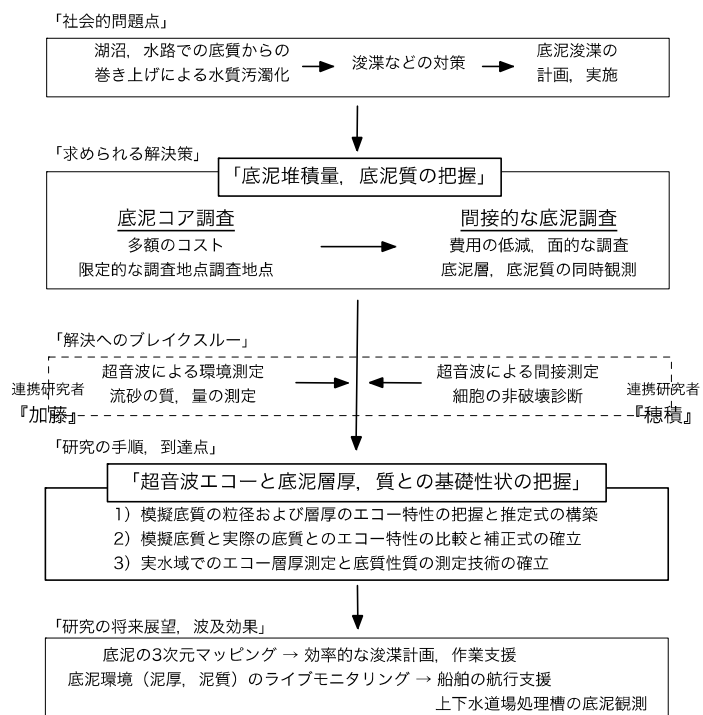 「社会的問題点」
湖沼，水路での底質からの
巻き上げによる水質汚濁化
→
浚渫などの対策
→
底泥浚渫の
計画，実施
「求められる解決策」
「底泥堆積量，底泥質の把握」
底泥コア調査
多額のコスト
限定的な調査地点調査地点
間接的な底泥調査
費用の低減，面的な調査
底泥層，底泥質の同時観測
「解決へのブレイクスルー」
連携研究者
『加藤』
超音波による環境測定
流砂の質，量の測定
超音波による間接測定
細胞の非破壊診断
連携研究者
『穂積』
「研究の手順，到達点」
「超音波エコーと底泥層厚，質との基礎性状の把握」
1）模擬底質の粒径および層厚のエコー特性の把握と推定式の構築
2）模擬底質と実際の底質とのエコー特性の比較と補正式の確立
3）実水域でのエコー層厚測定と底質性質の測定技術の確立
「研究の将来展望，波及効果」
底泥の3次元マッピング → 効率的な浚渫計画，作業支援
底泥環境（泥厚，泥質）のライブモニタリング → 船舶の航行支援
上下水道場処理槽の底泥観測